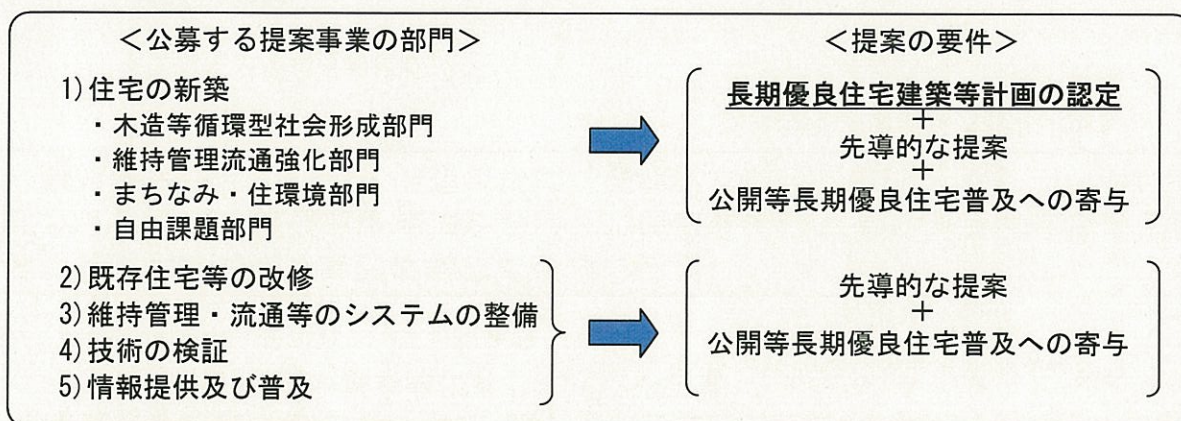 ＜公募する提案事業の部門＞
1)住宅の新築
・木造等循環型社会形成部門
・維持管理流通強化部門
・まちなみ・住環境部門
・自由課題部門
2)既存住宅等の改修
3)維持管理・流通等のシステムの整備
4)技術の検証
5)情報提供及び普及
＜提案の要件＞
長期優良住宅建築等計画の認定
＋
先導的な提案
＋
公開等長期優良住宅普及への寄与
先導的な提案
＋
公開等長期優良住宅普及への寄与